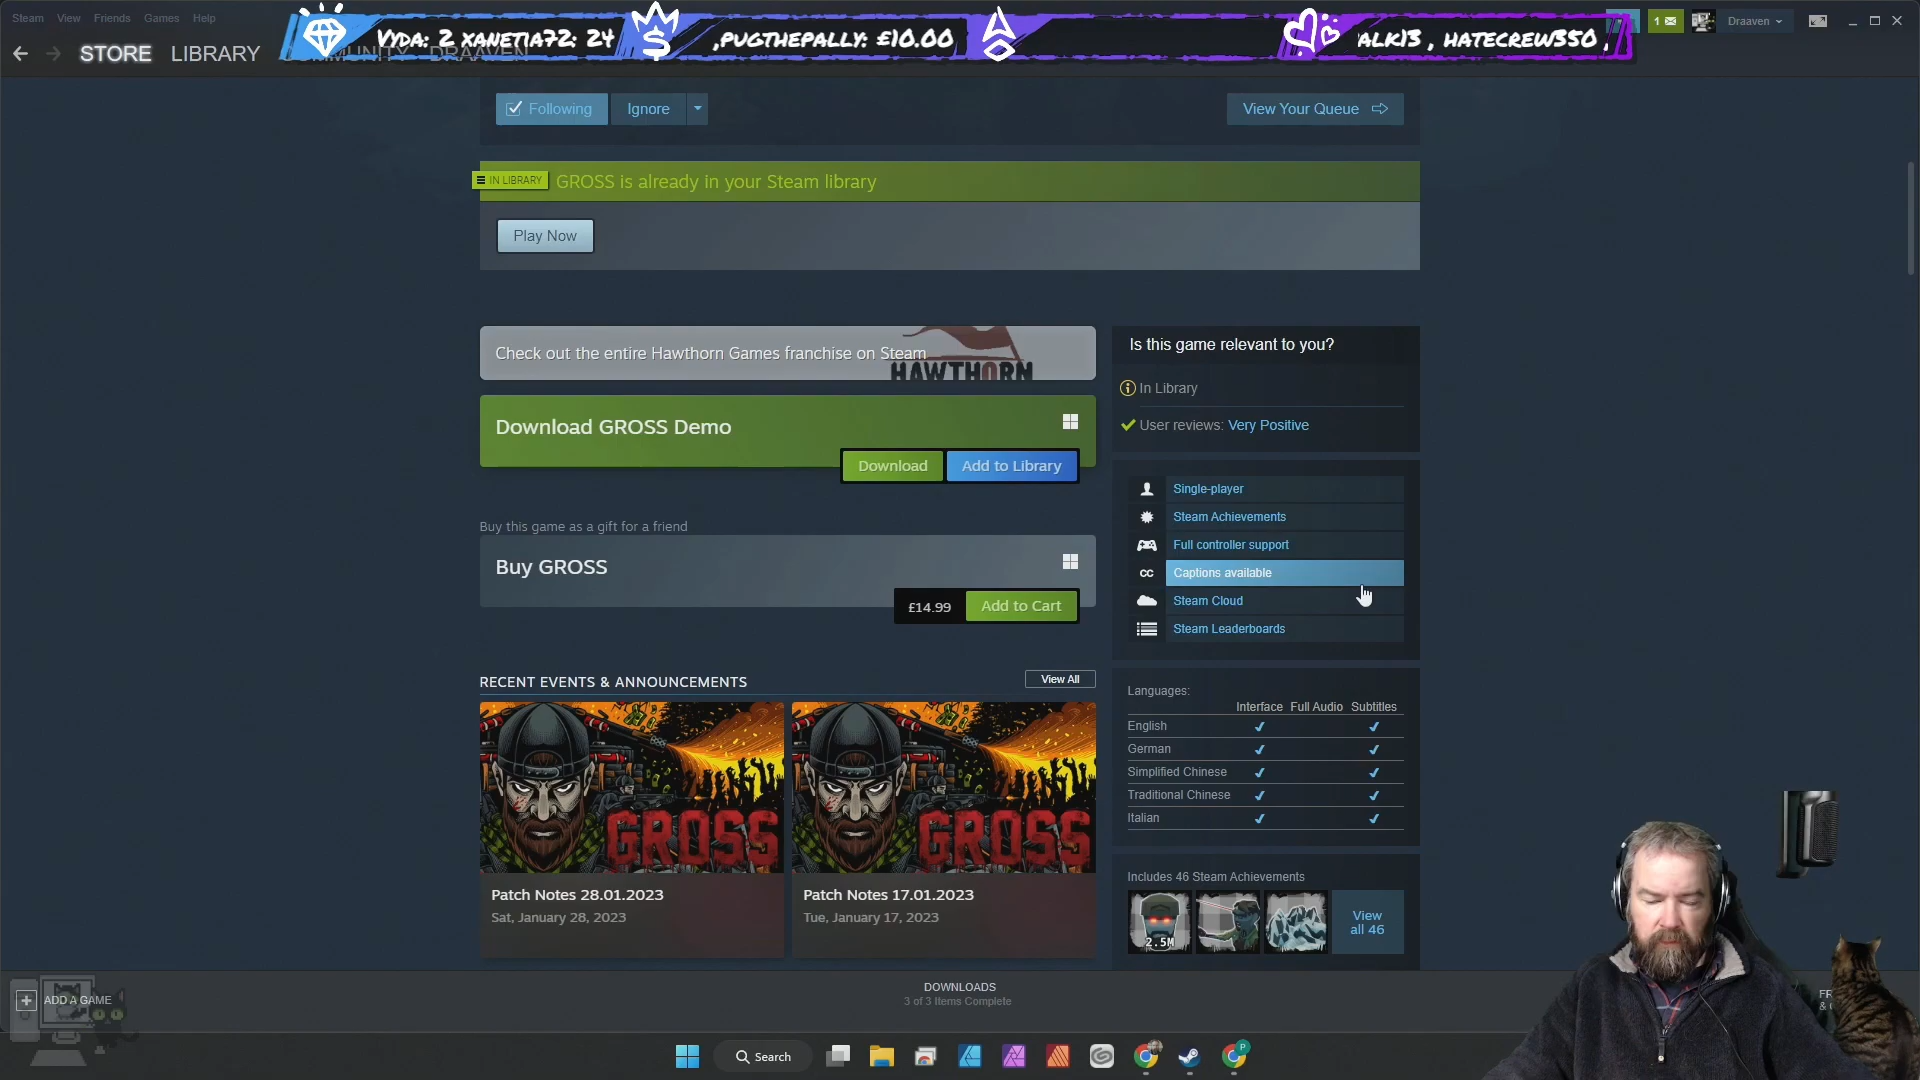 Steam View Friends Games Help
STORE LIBRARY COMMUNITY DRAAVEN
VYDA: 2 XANETIA72: 24
,PUGTHEPALLY: £10.00
ALK13 , HATECREW350 ,
1
Draaven
Following
Ignore
View Your Queue
IN LIBRARY
GROSS is already in your Steam library
Play Now
Check out the entire Hawthorn Games franchise on Steam
HAWTHORN
Is this game relevant to you?
In Library
User reviews: Very Positive
Download GROSS Demo
Download
Add to Library
Single-player
Steam Achievements
Full controller support
CC Captions available
Steam Cloud
Steam Leaderboards
Buy this game as a gift for a friend
Buy GROSS
£14.99
Add to Cart
RECENT EVENTS & ANNOUNCEMENTS
View All
GROSS
GROSS
Patch Notes 28.01.2023
Sat, January 28, 2023
Patch Notes 17.01.2023
Tue, January 17, 2023
Languages:
Interface Full Audio Subtitles
English
German
Simplified Chinese
Traditional Chinese
Italian
Includes 46 Steam Achievements
2.5M
View
all 46
ADD A GAME
DOWNLOADS
3 of 3 Items Complete
FR
&
Search
P